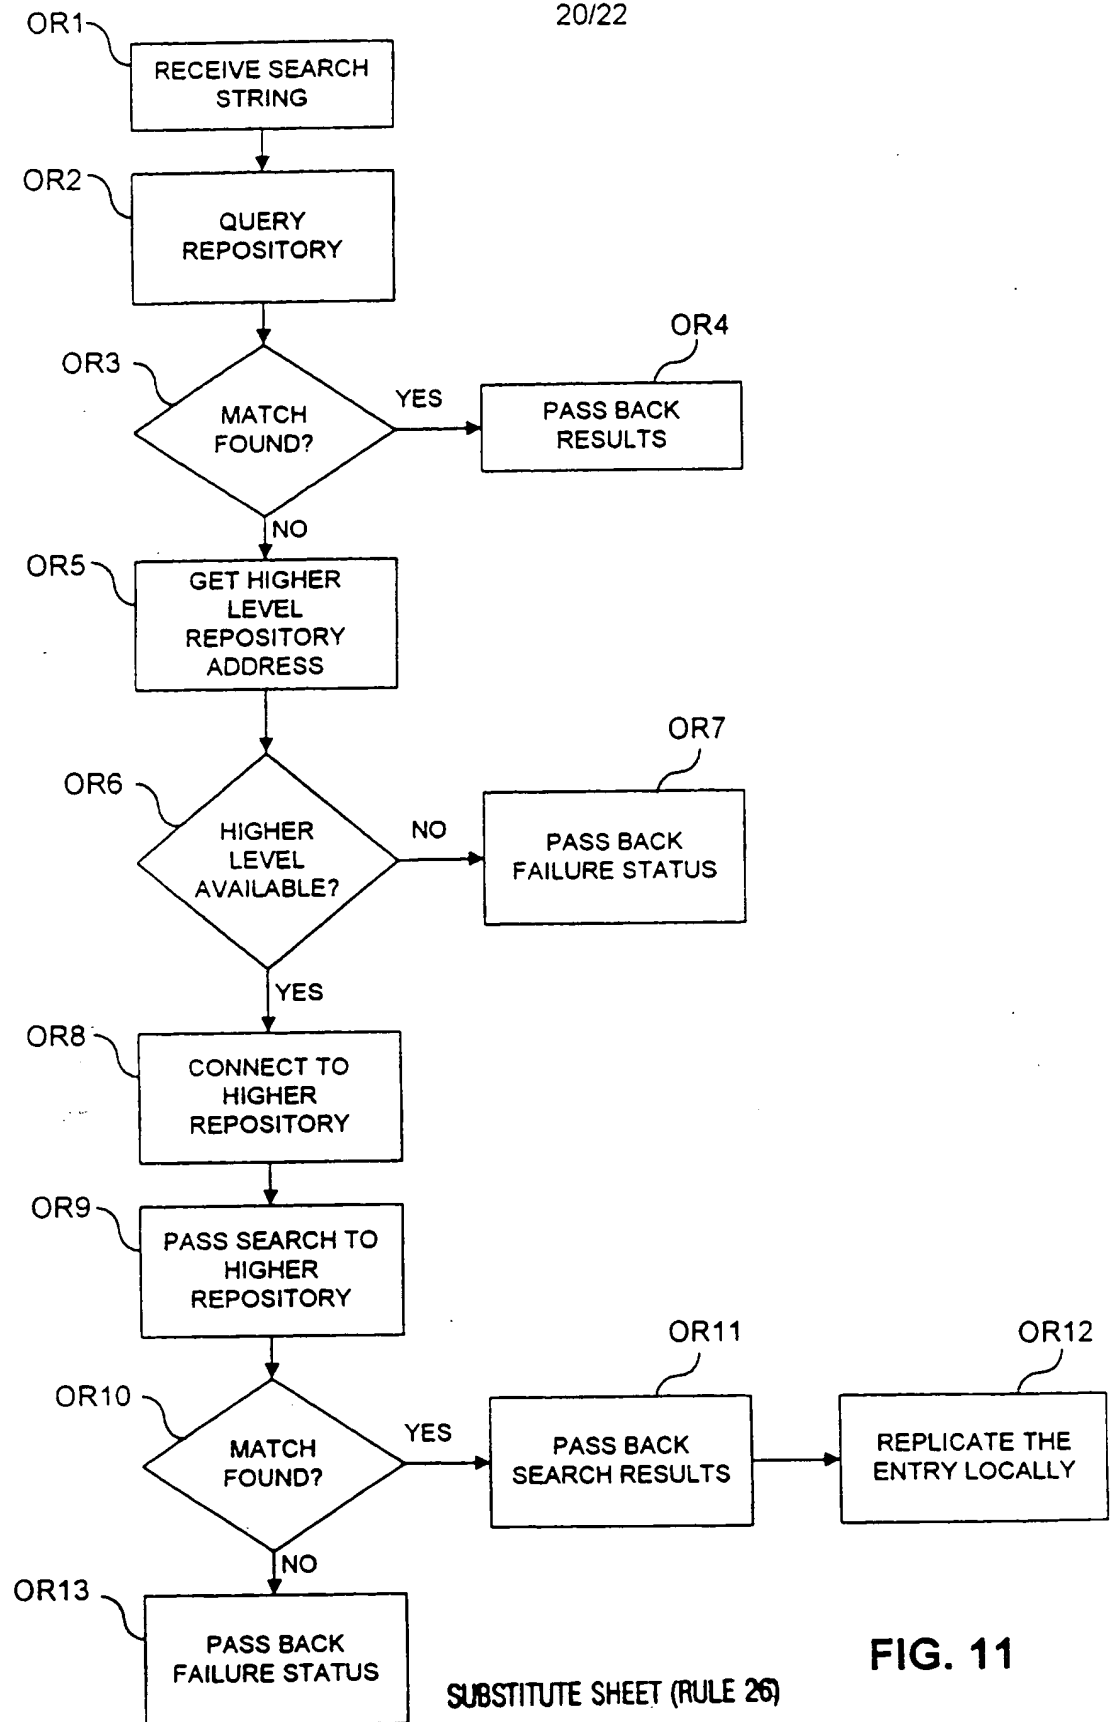 20/22
OR1
RECEIVE SEARCH
STRING
OR2
QUERY
REPOSITORY
OR3
MATCH
FOUND?
YES
OR4
PASS BACK
RESULTS
NO
OR5
GET HIGHER
LEVEL
REPOSITORY
ADDRESS
OR6
HIGHER
LEVEL
AVAILABLE?
NO
OR7
PASS BACK
FAILURE STATUS
YES
OR8
CONNECT TO
HIGHER
REPOSITORY
OR9
PASS SEARCH TO
HIGHER
REPOSITORY
OR10
MATCH
FOUND?
YES
OR11
PASS BACK
SEARCH RESULTS
OR12
REPLICATE THE
ENTRY LOCALLY
NO
OR13
PASS BACK
FAILURE STATUS
FIG. 11
SUBSTITUTE SHEET (RULE 26)